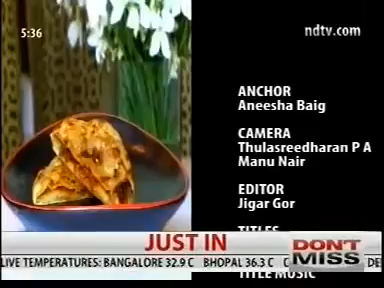 5:36
ndtv.com
ANCHOR
Aneesha Baig
CAMERA
Thulasreedharan P A
Manu Nair
EDITOR
Jigar Gor
TITLES
JUST IN
DON'T MISS
LIVE TEMPERATURES: BANGALORE 32.9 C BHOPAL 36.3 C
TITLE MUSIC